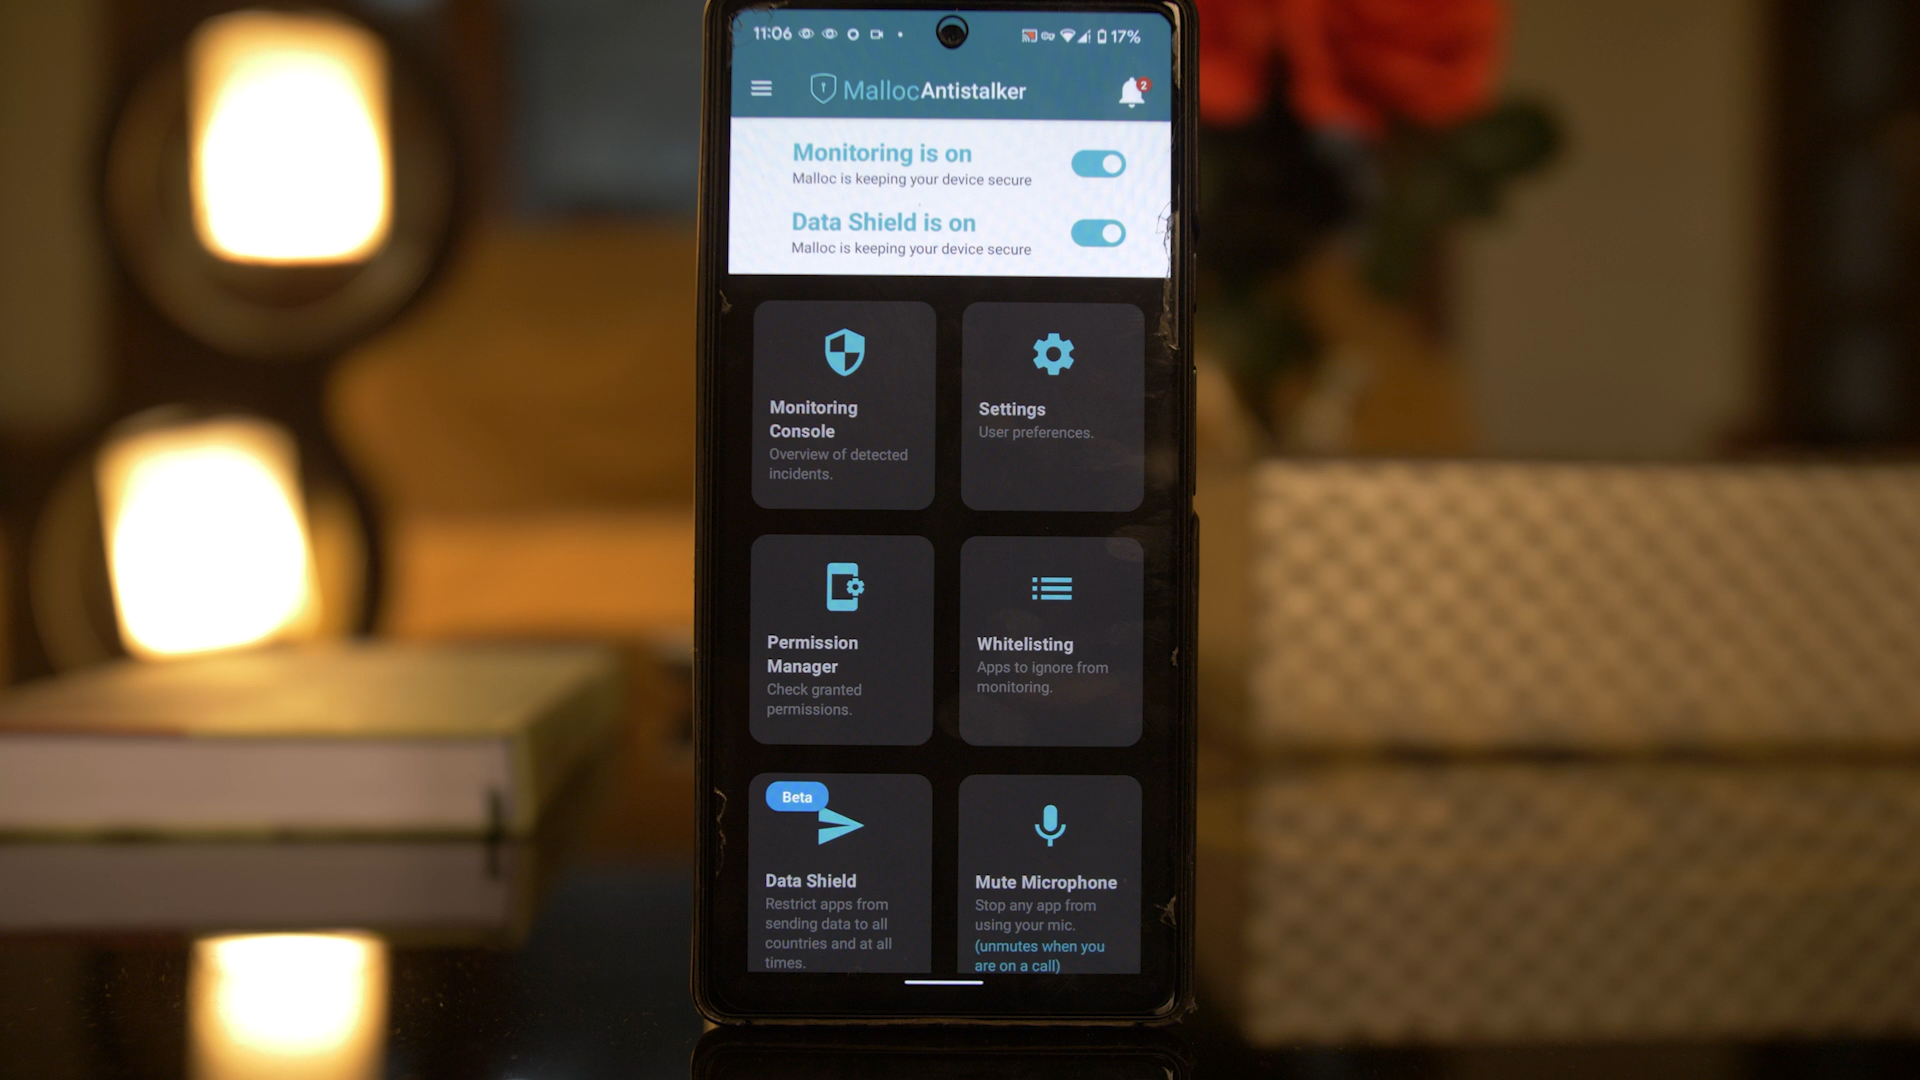 11:06 17%
MallocAntistalker 2
Monitoring is on
Malloc is keeping your device secure
Data Shield is on
Malloc is keeping your device secure
Monitoring
Console
Overview of detected
incidents.
Settings
User preferences.
Permission
Manager
Check granted
permissions.
Whitelisting
Apps to ignore from
monitoring.
Beta
Data Shield
Restrict apps from
sending data to all
countries and at all
times.
Mute Microphone
Stop any app from
using your mic.
(unmutes when you
are on a call)